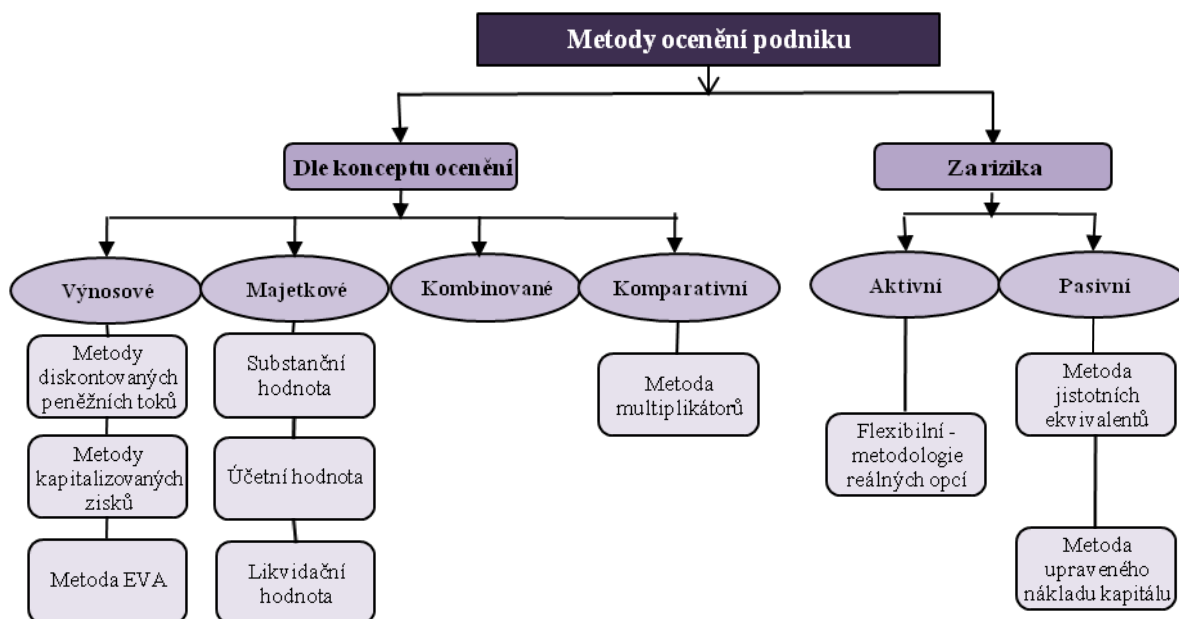 Metody ocenění podniku
Dle konceptu ocenění
Za rizika
Výnosové
Majetkové
Kombinované
Komparativní
Aktivní
Pasivní
Metody
diskontovaných
peněžních toků
Metody
kapitalizovaných
zisků
Metoda EVA
Substanční
hodnota
Účetní hodnota
Likvidační
hodnota
Metoda
multiplikátorů
Flexibilní -
metodologie
reálných opcí
Metoda
jistotních
ekvivalentů
Metoda
upraveného
nákladu kapitálu